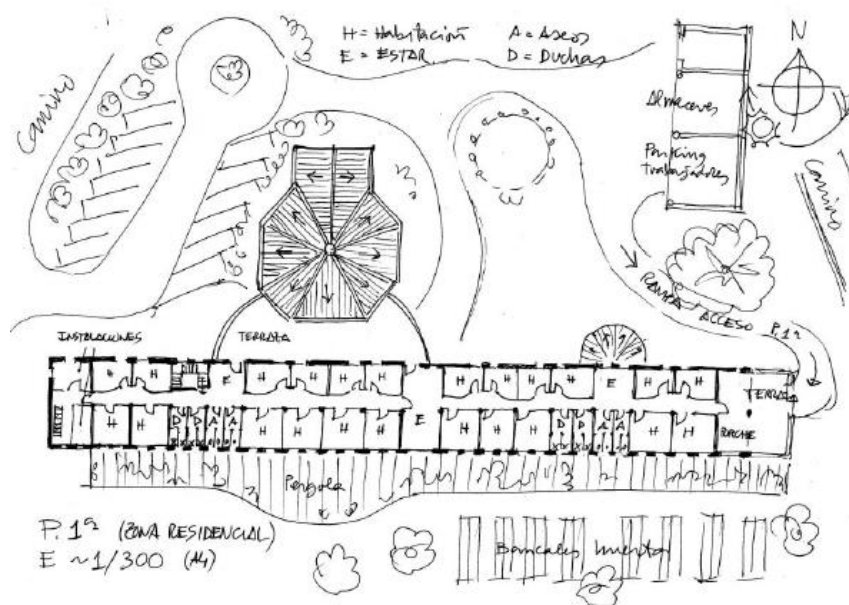 H = Habitación
A = Aseos
E = ESTAR
D = Duchas
N
Camino
Almacenes
Parking
trabajadores
Camino
RAMPA ACCESO P. 1ª
INSTALACIONES
TERRAZA
H H E H H H H H H H H E H H
TERRAZA
E
H H D D A A H H H H H H H D D A A H H
PORCHE
Pergola
P. 1ª (ZONA RESIDENCIAL)
E ~ 1/300 (A4)
Bancales huerta